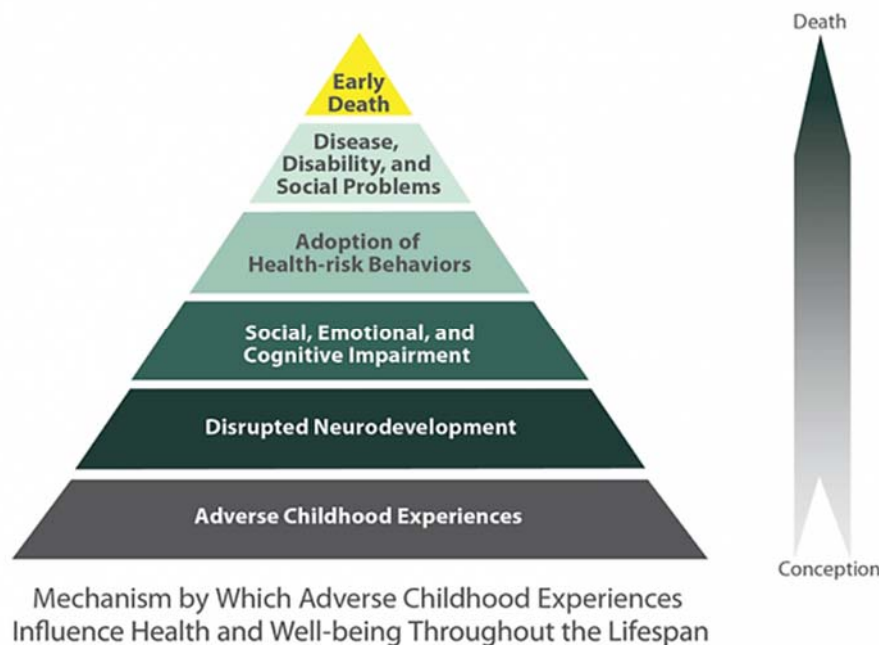 Death
Early
Death
Disease,
Disability, and
Social Problems
Adoption of
Health-risk Behaviors
Social, Emotional, and
Cognitive Impairment
Disrupted Neurodevelopment
Adverse Childhood Experiences
Conception
Mechanism by Which Adverse Childhood Experiences
Influence Health and Well-being Throughout the Lifespan